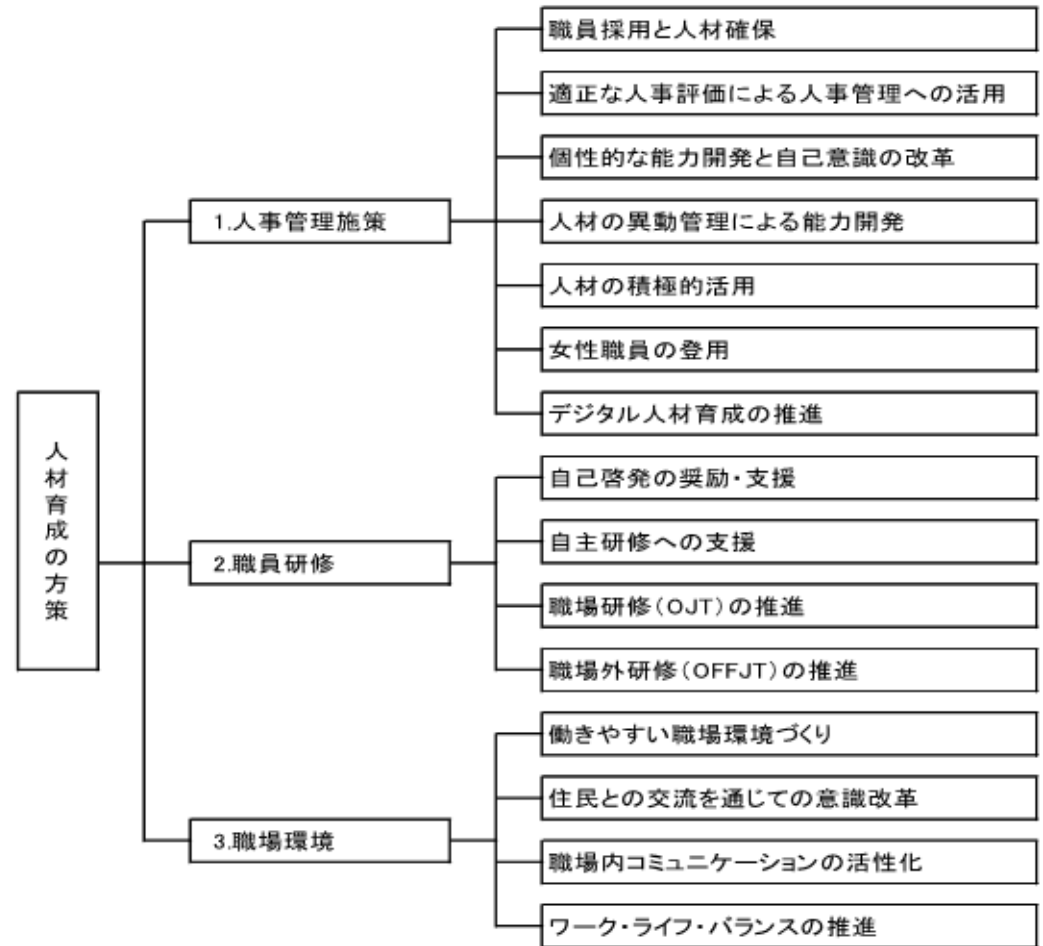 人材育成の方策
1.人事管理施策
職員採用と人材確保
適正な人事評価による人事管理への活用
個性的な能力開発と自己意識の改革
人材の異動管理による能力開発
人材の積極的活用
女性職員の登用
デジタル人材育成の推進
2.職員研修
自己啓発の奨励・支援
自主研修への支援
職場研修(OJT)の推進
職場外研修(OFFJT)の推進
3.職場環境
働きやすい職場環境づくり
住民との交流を通じての意識改革
職場内コミュニケーションの活性化
ワーク・ライフ・バランスの推進